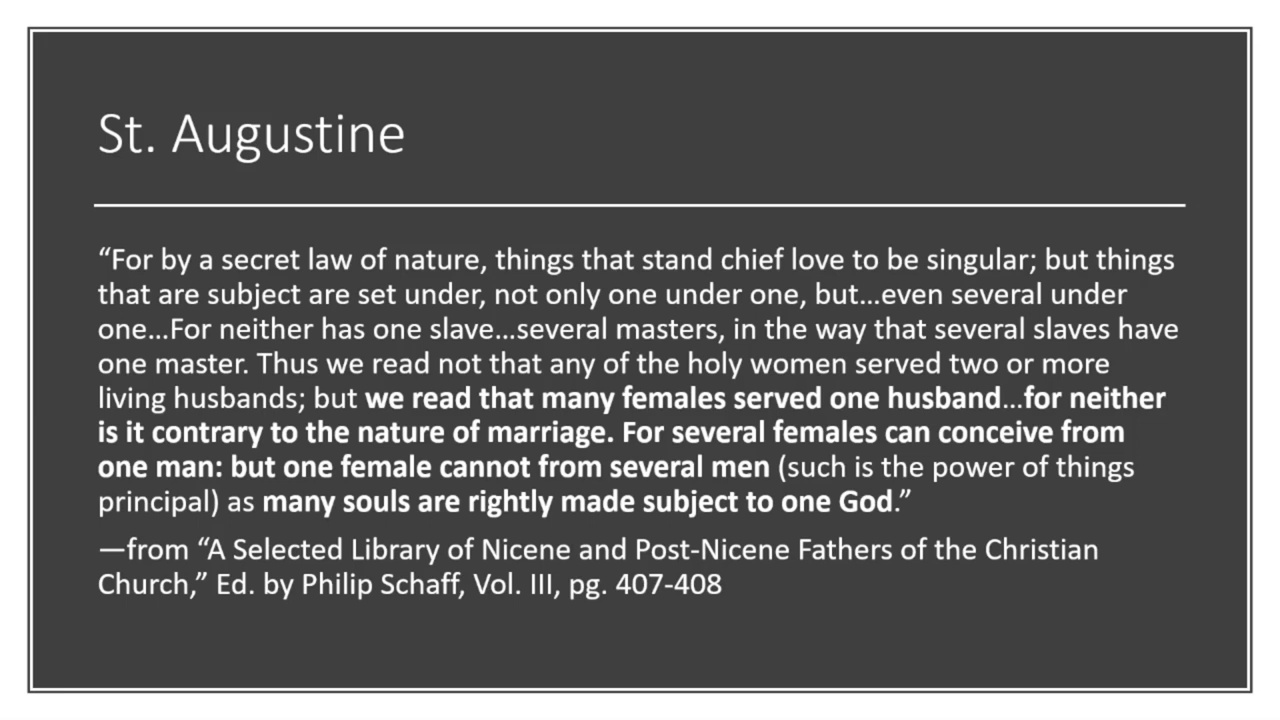 St. Augustine
“For by a secret law of nature, things that stand chief love to be singular; but things
that are subject are set under, not only one under one, but…even several under
one…For neither has one slave…several masters, in the way that several slaves have
one master. Thus we read not that any of the holy women served two or more
living husbands; but we read that many females served one husband…for neither
is it contrary to the nature of marriage. For several females can conceive from
one man: but one female cannot from several men (such is the power of things
principal) as many souls are rightly made subject to one God.”
—from “A Selected Library of Nicene and Post-Nicene Fathers of the Christian
Church,” Ed. by Philip Schaff, Vol. III, pg. 407-408